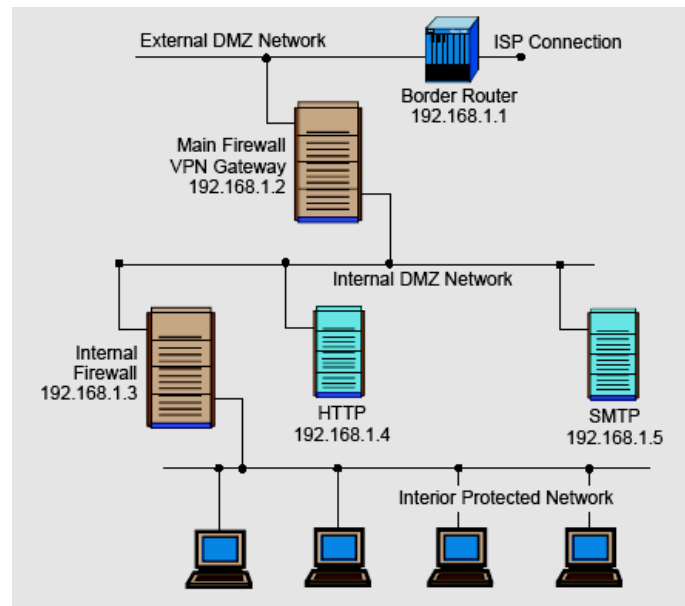 External DMZ Network
ISP Connection
Border Router
192.168.1.1
Main Firewall
VPN Gateway
192.168.1.2
Internal DMZ Network
Internal
Firewall
192.168.1.3
HTTP
192.168.1.4
SMTP
192.168.1.5
Interior Protected Network